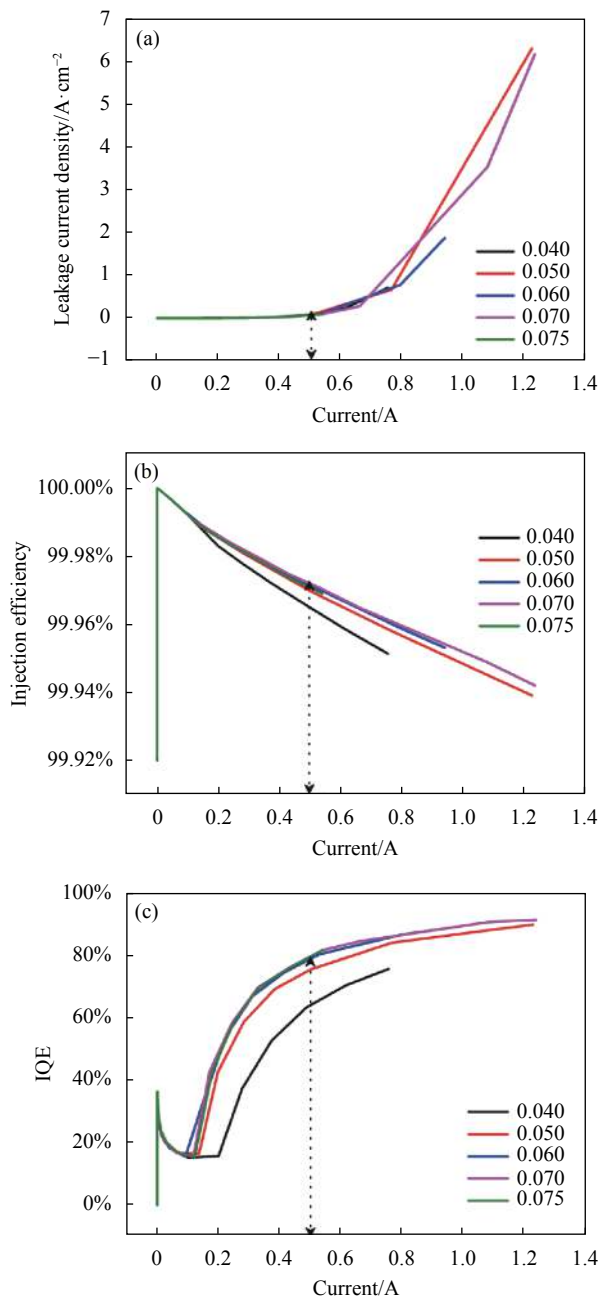 (a)
7
6
5
4
3
2
1
0
−1
Leakage current density/A·cm⁻²
0.040
0.050
0.060
0.070
0.075
0 0.2 0.4 0.6 0.8 1.0 1.2 1.4
Current/A
(b)
100.00%
99.98%
99.96%
99.94%
99.92%
Injection efficiency
0.040
0.050
0.060
0.070
0.075
0 0.2 0.4 0.6 0.8 1.0 1.2 1.4
Current/A
(c)
100%
80%
60%
40%
20%
0%
IQE
0.040
0.050
0.060
0.070
0.075
0 0.2 0.4 0.6 0.8 1.0 1.2 1.4
Current/A